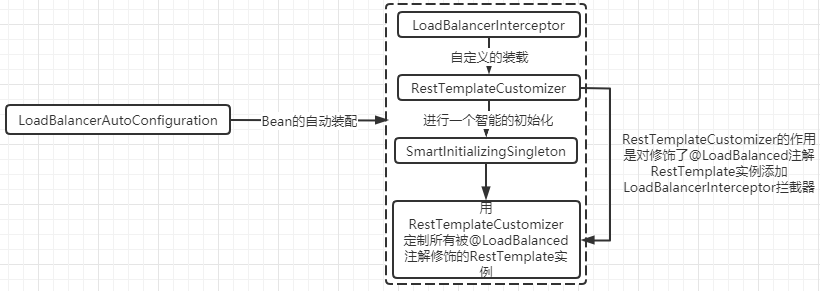 LoadBalancerInterceptor
自定义的装载
RestTemplateCustomizer
LoadBalancerAutoConfiguration
Bean的自动装配
进行一个智能的初始化
SmartInitializingSingleton
RestTemplateCustomizer的作用
是对修饰了@LoadBalanced注解
RestTemplate实例添加
LoadBalancerInterceptor拦截器
用
RestTemplateCustomizer
定制所有被@LoadBalanced
注解修饰的RestTemplate实
例